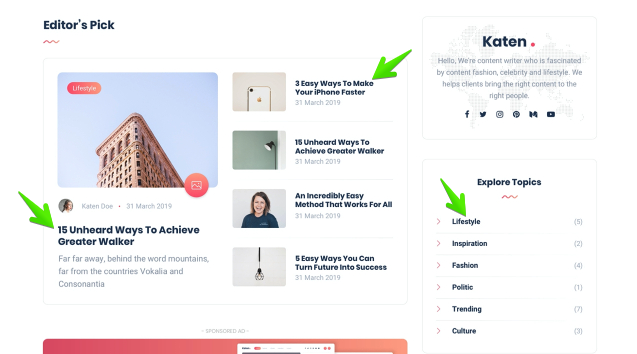 Editor's Pick
Lifestyle
Katen Doe • 31 March 2019
15 Unheard Ways To Achieve
Greater Walker
Far far away, behind the word mountains,
far from the countries Vokalia and
Consonantia
3 Easy Ways To Make
Your iPhone Faster
31 March 2019
15 Unheard Ways To
Achieve Greater Walker
31 March 2019
An Incredibly Easy
Method That Works For All
31 March 2019
5 Easy Ways You Can
Turn Future Into Success
31 March 2019
- SPONSORED AD -
Katen.
Hello, We're content writer who is fascinated
by content fashion, celebrity and lifestyle. We
helps clients bring the right content to the
right people.
Explore Topics
Lifestyle (5)
Inspiration (2)
Fashion (4)
Politic (1)
Trending (7)
Culture (3)